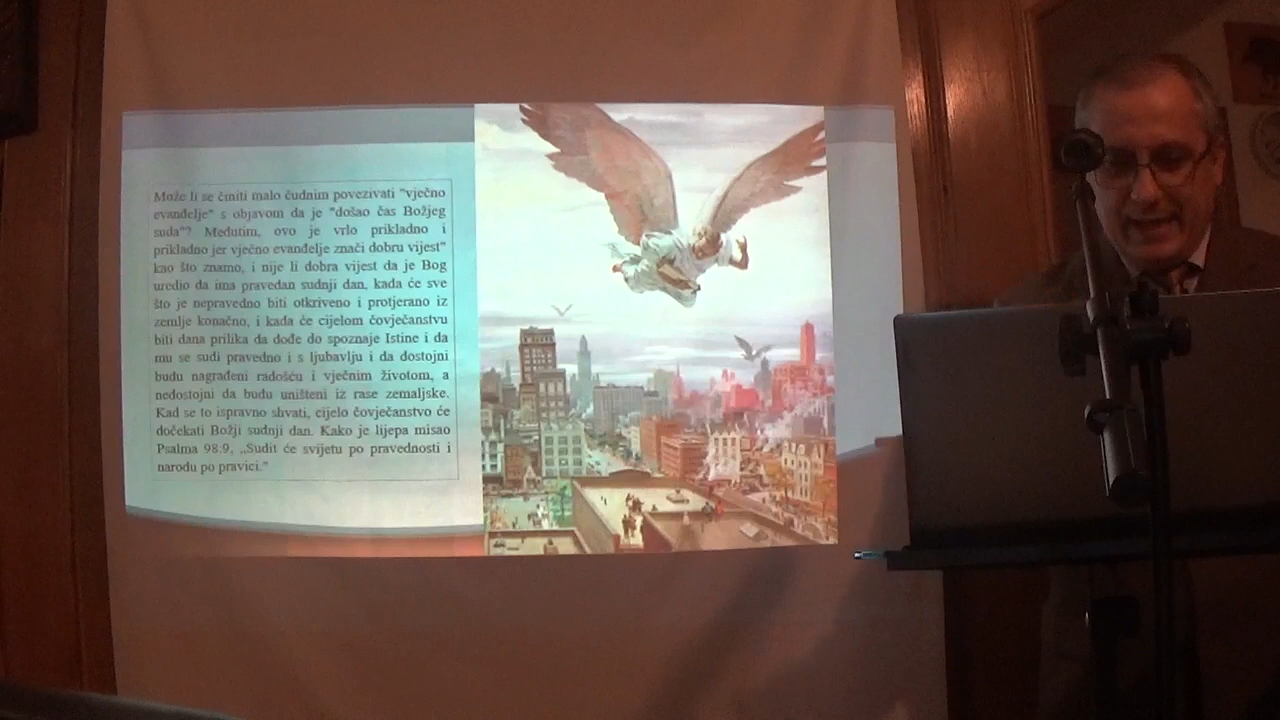 Može li se činiti malo čudnim povezivati "vječno
evanđelje" s objavom da je "došao čas Božjeg
suda"? Međutim, ovo je vrlo prikladno i
prikladno jer vječno evanđelje znači dobru vijest"
kao što znamo, i nije li dobra vijest da je Bog
uredio da ima pravedan sudnji dan, kada će sve
što je nepravedno biti otkriveno i protjerano iz
zemlje konačno, i kada će cijelom čovječanstvu
biti dana prilika da dođe do spoznaje Istine i da
mu se sudi pravedno i s ljubavlju i da dostojni
budu nagrađeni radošću i vječnim životom, a
nedostojni da budu uništeni iz rase zemaljske.
Kad se to ispravno shvati, cijelo čovječanstvo će
dočekati Božji sudnji dan. Kako je lijepa misao
Psalma 98:9, „Sudit će svijetu po pravednosti i
narodu po pravici."